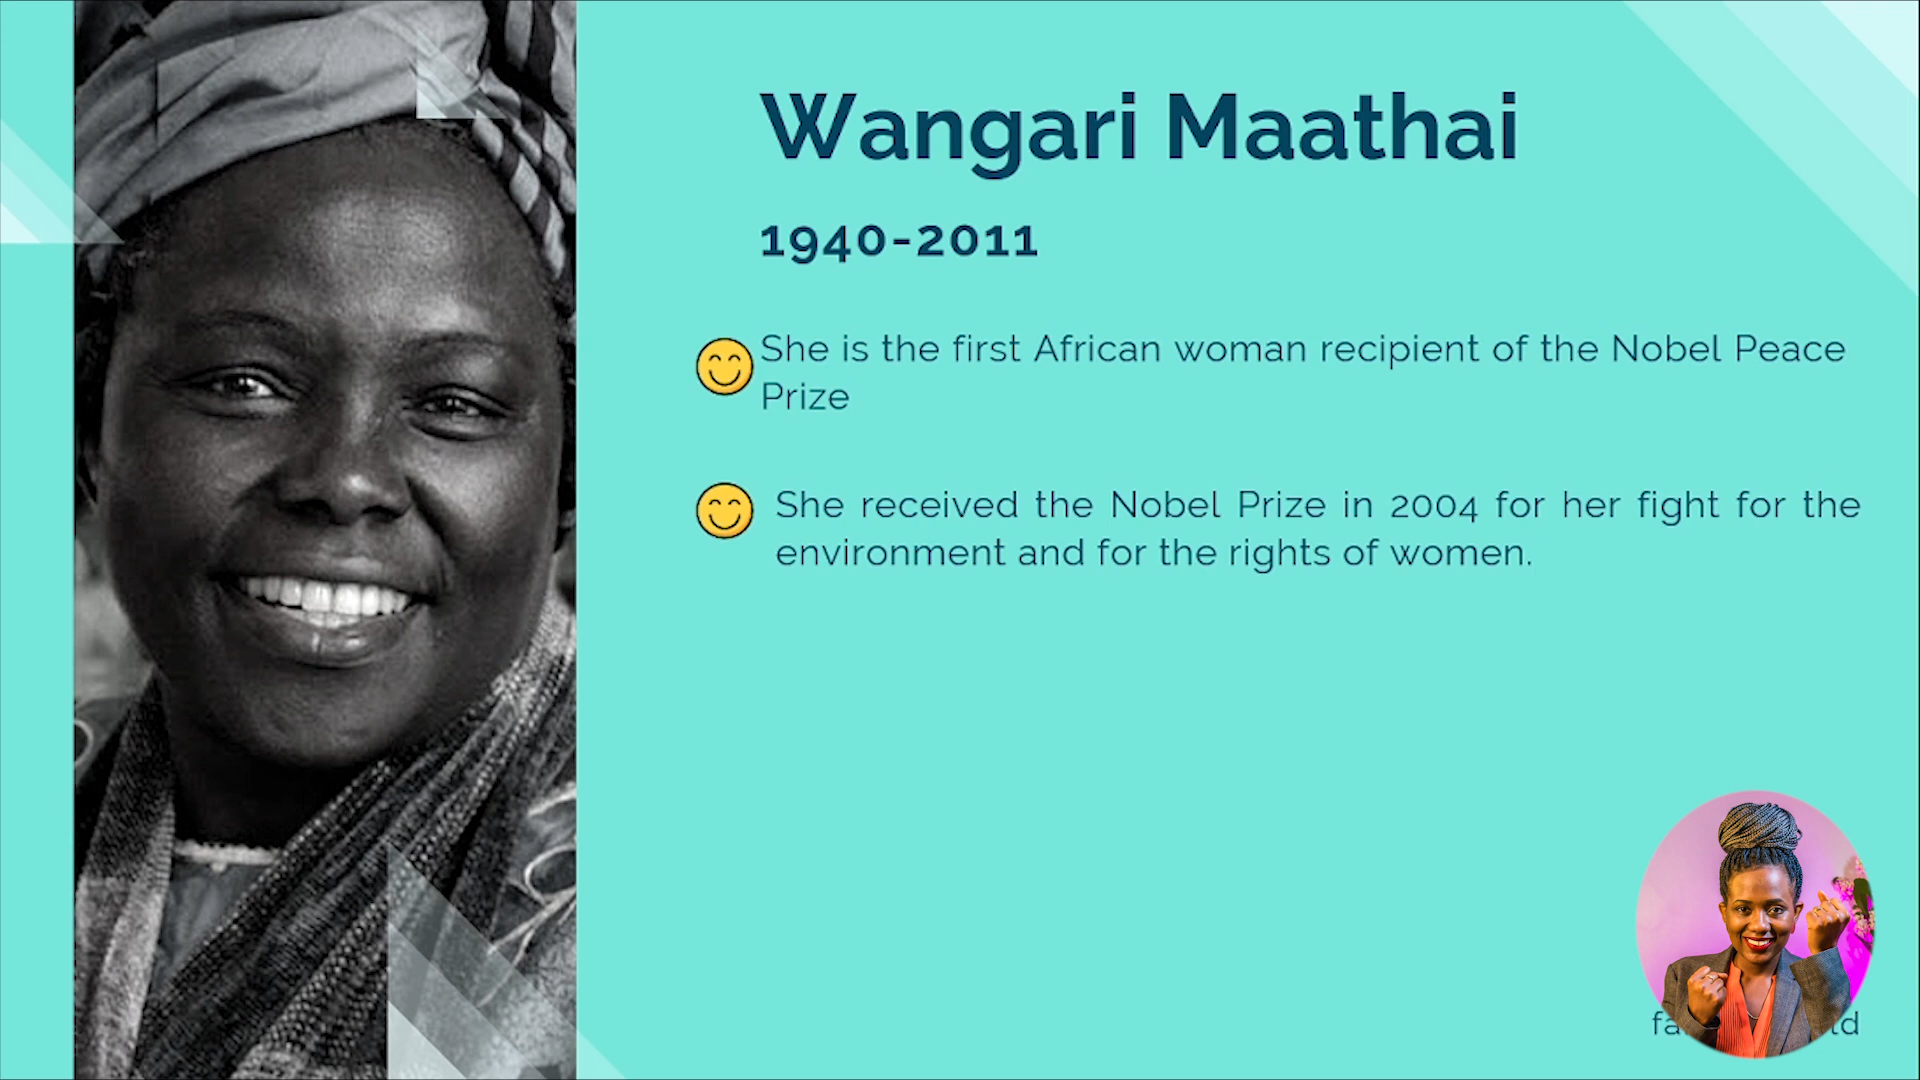 Wangari Maathai
1940-2011
She is the first African woman recipient of the Nobel Peace
Prize
She received the Nobel Prize in 2004 for her fight for the
environment and for the rights of women.